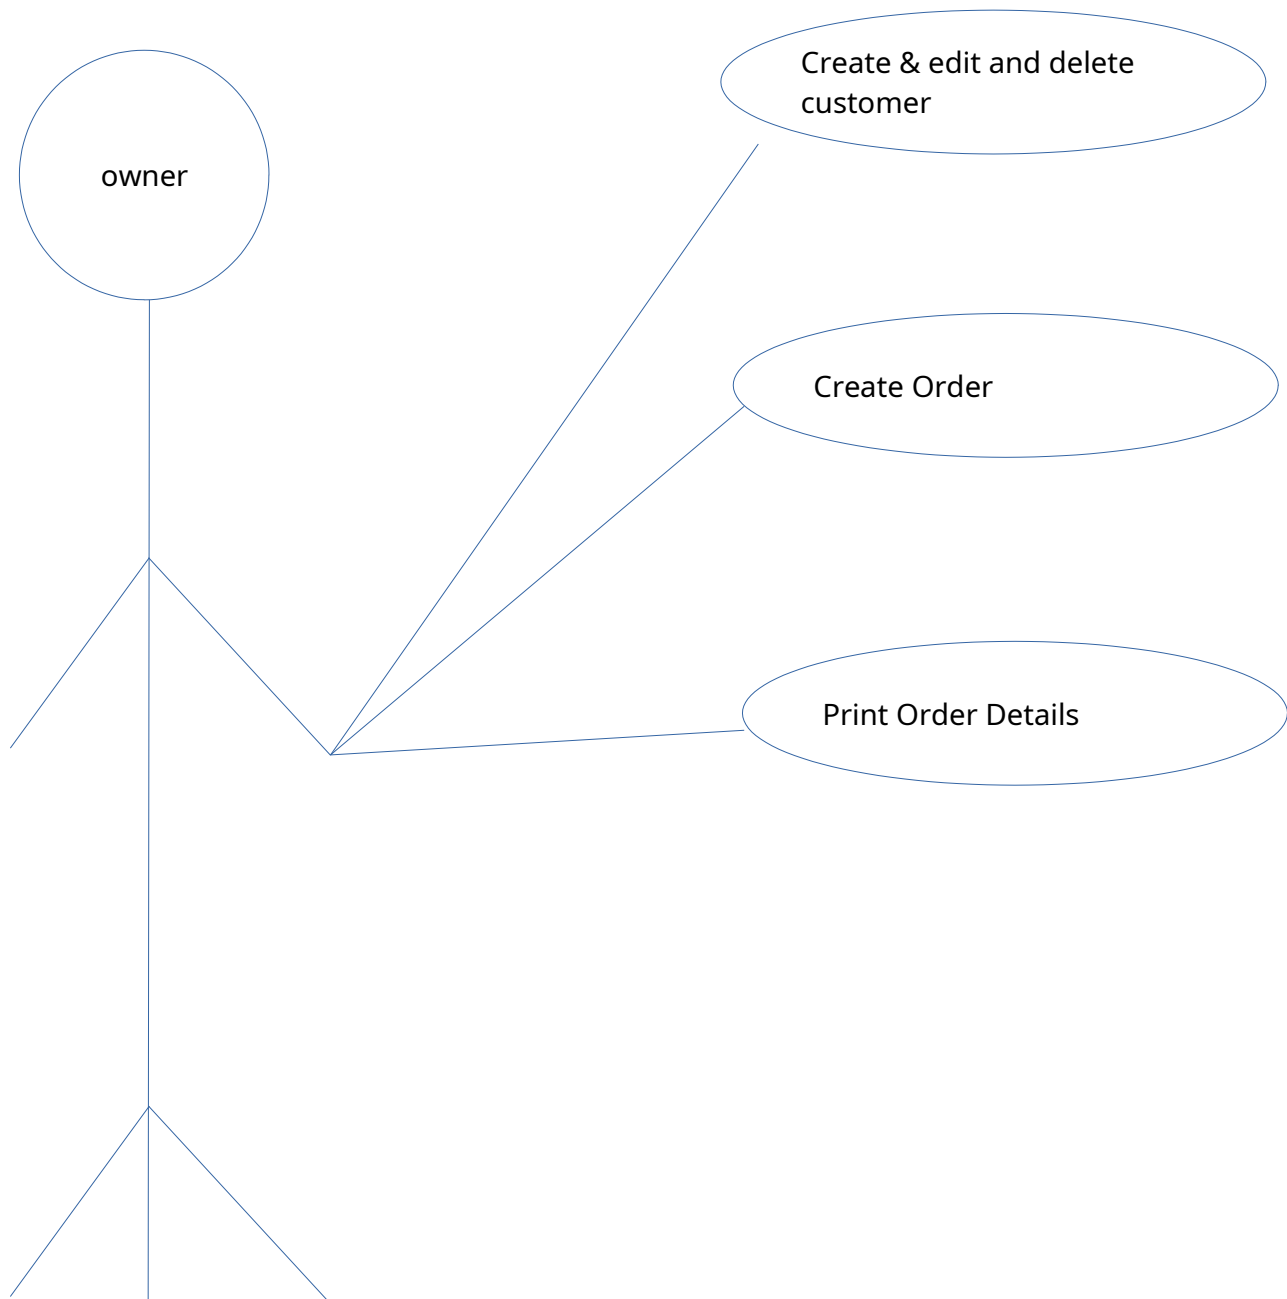 owner
Create & edit and delete
customer
Create Order
Print Order Details